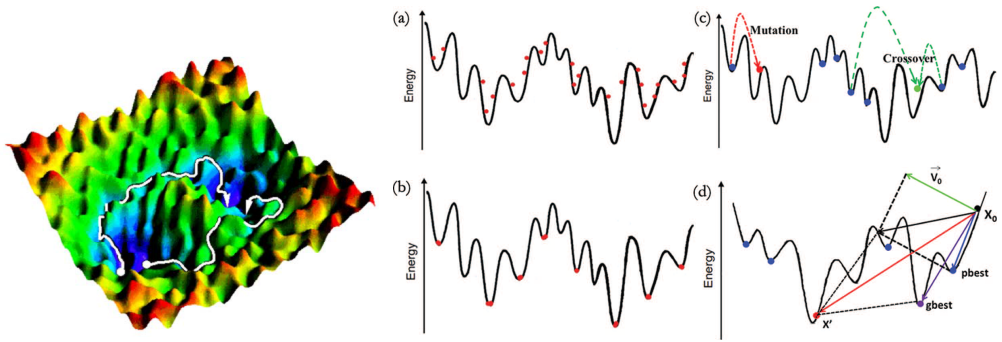 (a)
Energy
(b)
Energy
(c)
Mutation
Crossover
Energy
(d)
V₀
X₀
pbest
gbest
X'
Energy